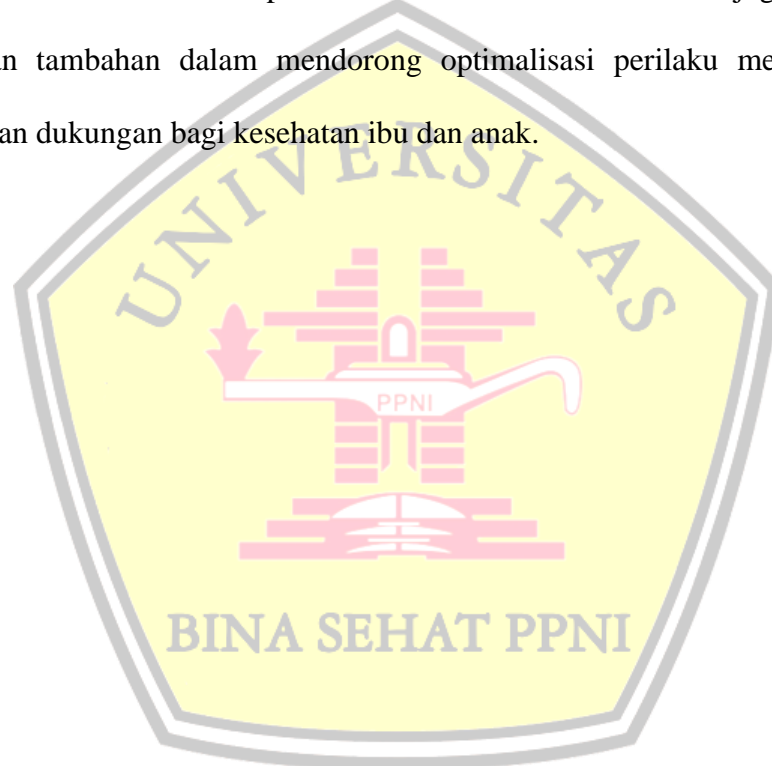 an tambahan dalam mendorong optimalisasi perilaku me
an dukungan bagi kesehatan ibu dan anak.
UNIVERSITAS
PPNI
BINA SEHAT PPNI